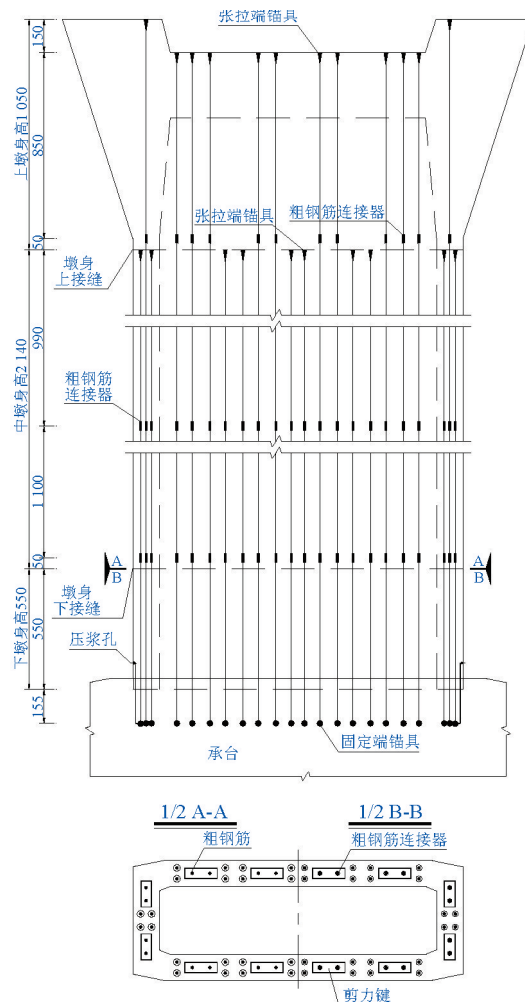 张拉端锚具
150
上墩身高1 050
850
张拉端锚具
粗钢筋连接器
50
墩身
上接缝
990
中墩身高2 140
粗钢筋
连接器
1 100
50
A
B
A
B
墩身
下接缝
下墩身高550
550
压浆孔
155
固定端锚具
承台
1/2 A-A
1/2 B-B
粗钢筋
粗钢筋连接器
剪力键